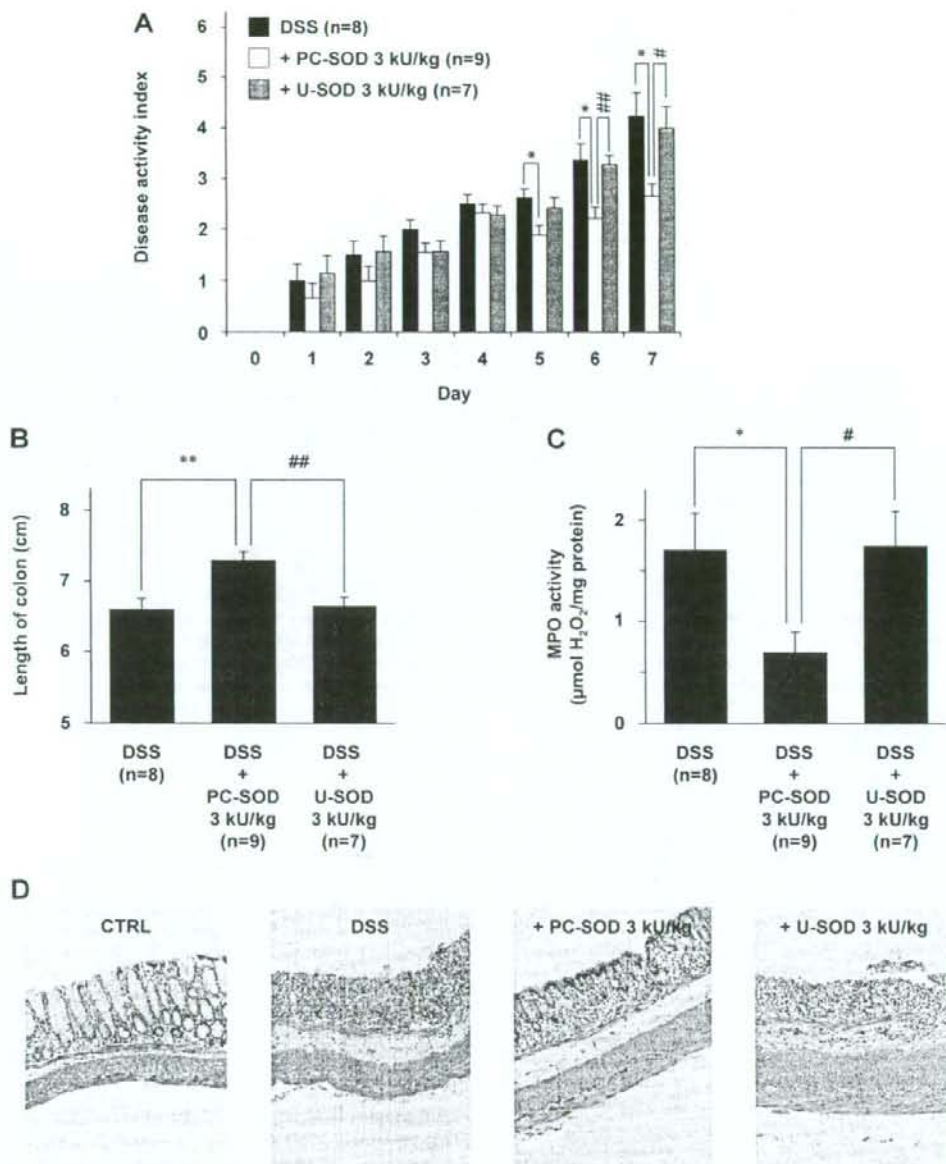 A
6
5
4
3
2
1
0
Disease activity index
DSS (n=8)
+ PC-SOD 3 kU/kg (n=9)
+ U-SOD 3 kU/kg (n=7)
*
*
##
*
#
0 1 2 3 4 5 6 7
Day
B
**
##
8
7
6
5
Length of colon (cm)
DSS
(n=8)
DSS
+
PC-SOD
3 kU/kg
(n=9)
DSS
+
U-SOD
3 kU/kg
(n=7)
C
*
#
2
1
0
MPO activity
(µmol H₂O₂/mg protein)
DSS
(n=8)
DSS
+
PC-SOD
3 kU/kg
(n=9)
DSS
+
U-SOD
3 kU/kg
(n=7)
D
CTRL
DSS
+ PC-SOD 3 kU/kg
+ U-SOD 3 kU/kg